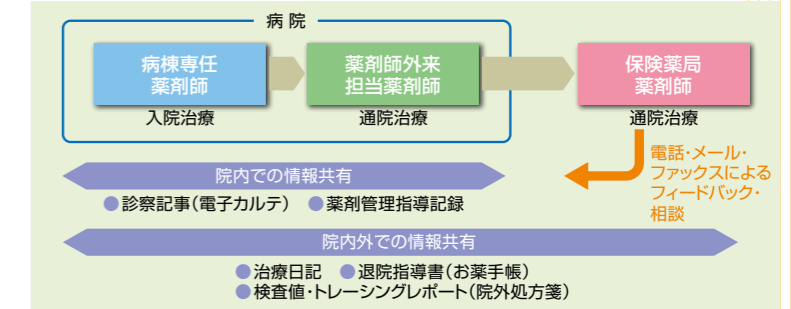 病院
病棟専任
薬剤師
薬剤師外来
担当薬剤師
保険薬局
薬剤師
入院治療
通院治療
通院治療
電話・メール・
ファックスによる
フィードバック・
相談
院内での情報共有
●診察記事(電子カルテ) ●薬剤管理指導記録
院内外での情報共有
●治療日記 ●退院指導書(お薬手帳)
●検査値・トレーシングレポート(院外処方箋)